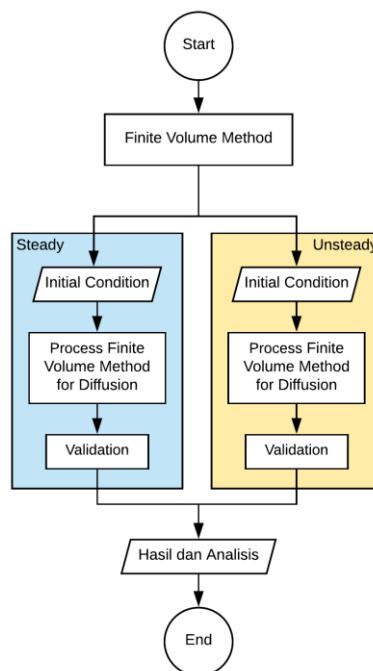 Start
Finite Volume Method
Steady
Initial Condition
Process Finite
Volume Method
for Diffusion
Validation
Unsteady
Initial Condition
Process Finite
Volume Method
for Diffusion
Validation
Hasil dan Analisis
End